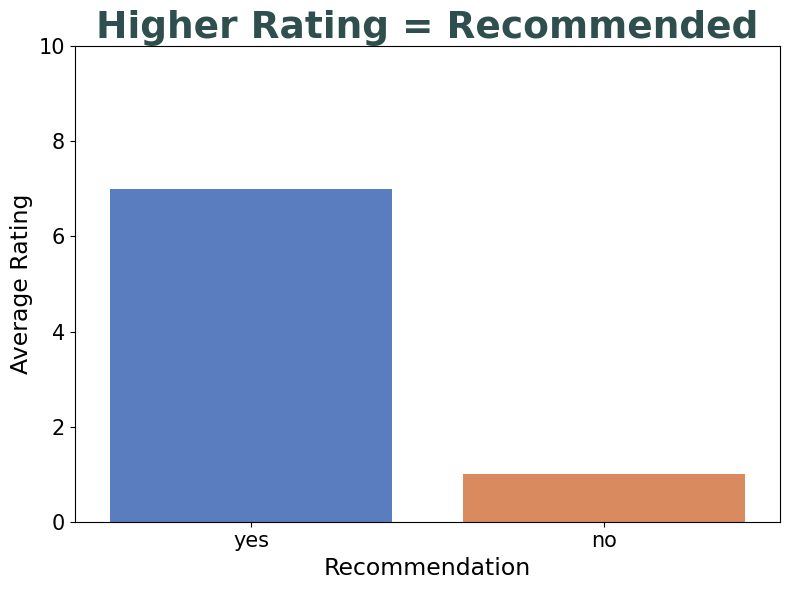 Higher Rating = Recommended
10
8
6
4
2
0
Average Rating
yes no
Recommendation